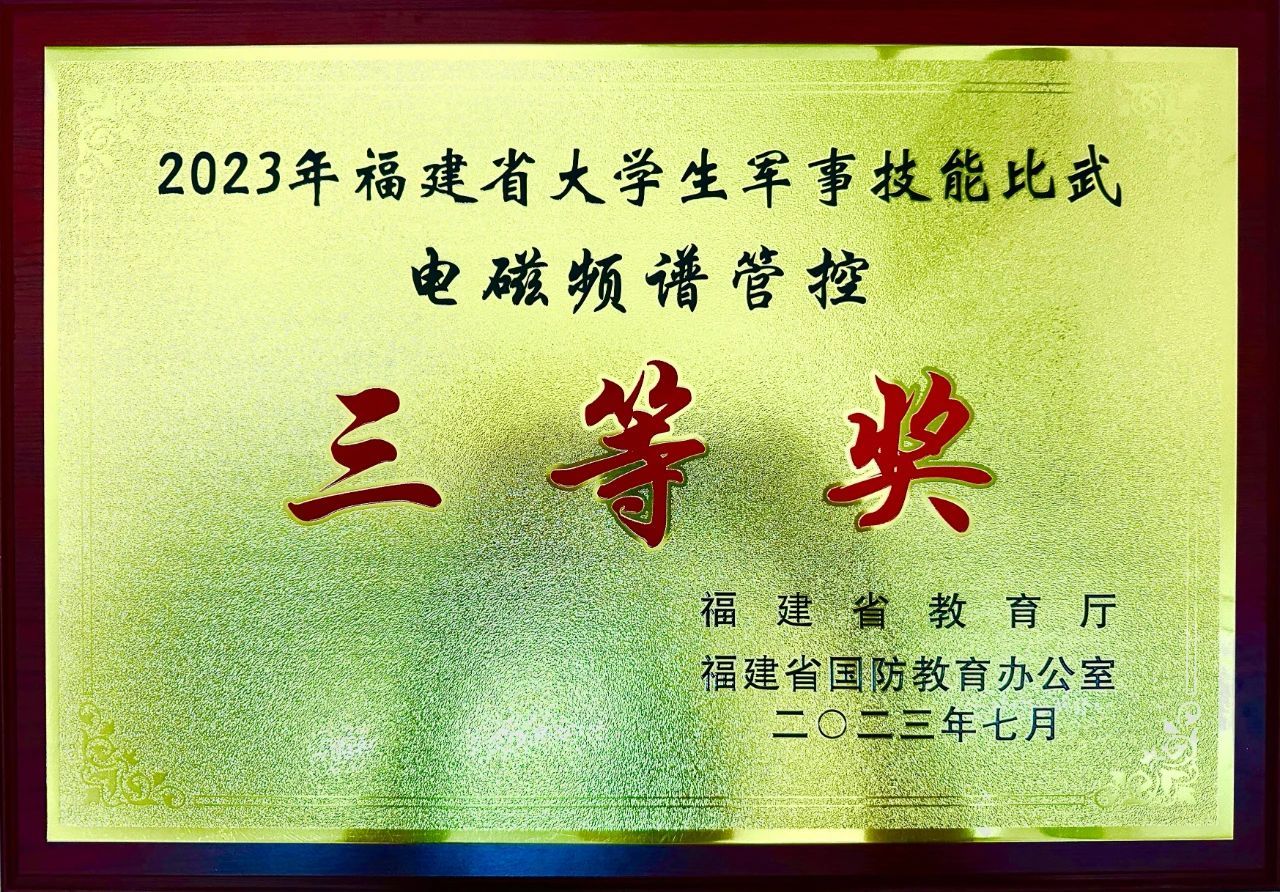 2023年福建省大学生军事技能比武
电磁频谱管控
三等奖
福建省教育厅
福建省国防教育办公室
二〇二三年七月